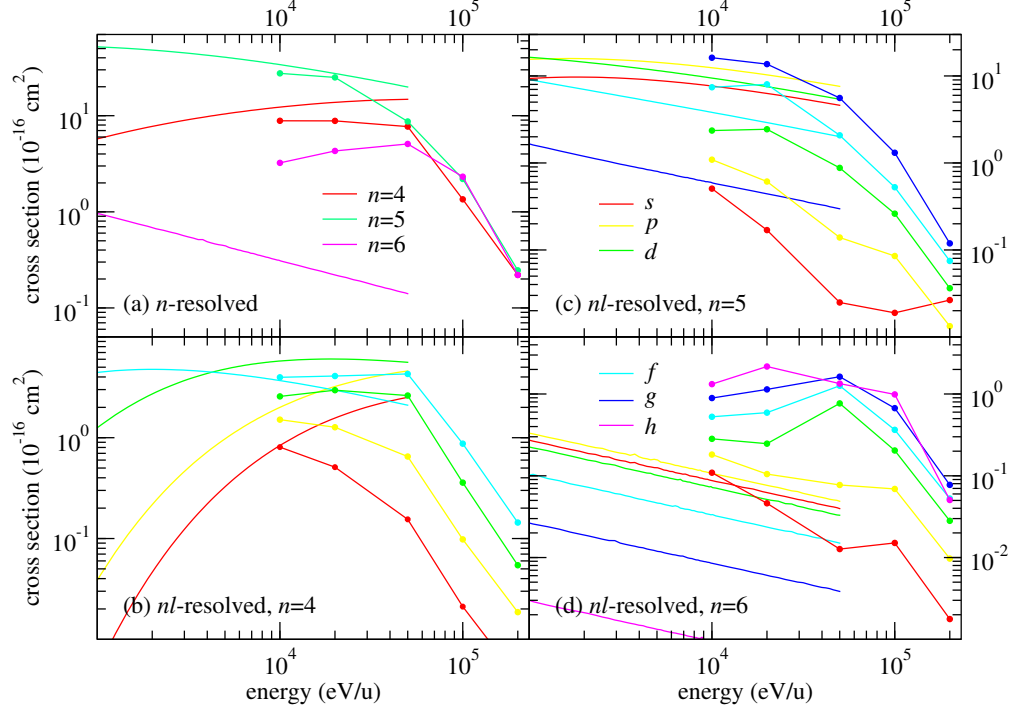 10^4 10^5 10^4 10^5
cross section (10^-16 cm^2)
10^1
10^0
10^-1
n=4
n=5
n=6
(a) n-resolved
10^1
10^0
10^-1
s
p
d
(c) nl-resolved, n=5
cross section (10^-16 cm^2)
10^0
10^-1
(b) nl-resolved, n=4
f
g
h
10^0
10^-1
10^-2
(d) nl-resolved, n=6
10^4 10^5 10^4 10^5
energy (eV/u) energy (eV/u)